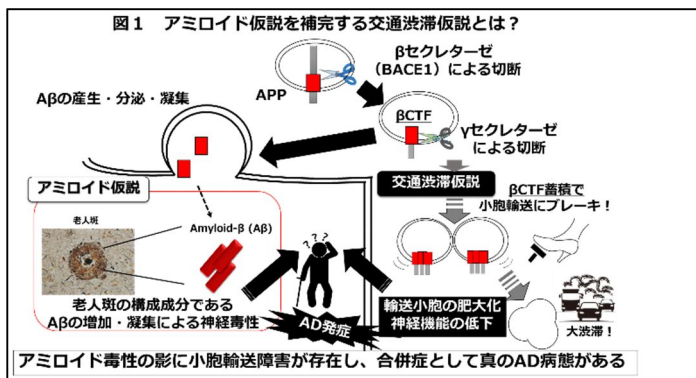 図１　アミロイド仮説を補完する交通渋滞仮説とは？
βセクレターゼ
（BACE1）による切断
APP
Aβの産生・分泌・凝集
βCTF
γセクレターゼ
による切断
アミロイド仮説
交通渋滞仮説
βCTF蓄積で
小胞輸送にブレーキ！
老人斑
Amyloid-β (Aβ)
? ? ?
老人斑の構成成分である
Aβの増加・凝集による神経毒性
AD発症
輸送小胞の肥大化
神経機能の低下
大渋滞！
アミロイド毒性の影に小胞輸送障害が存在し、合併症として真のAD病態がある